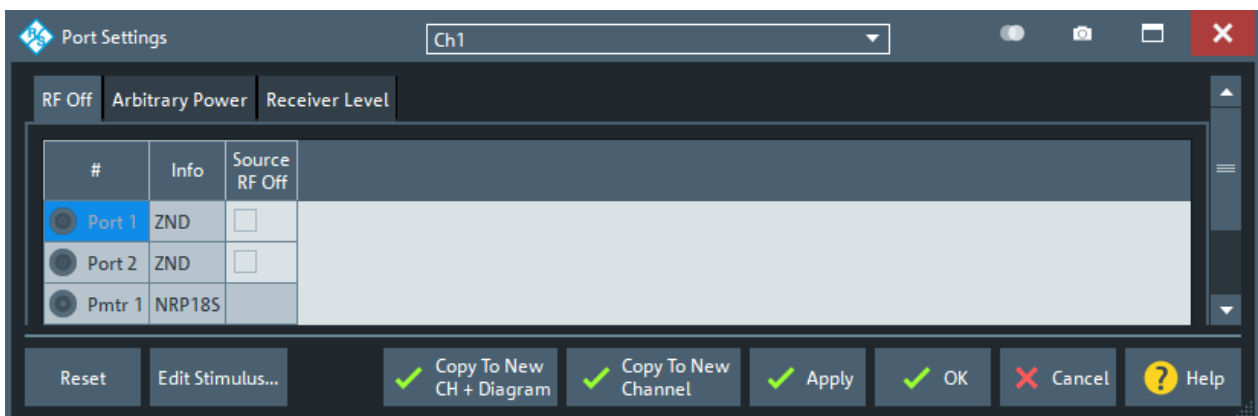 R&S Port Settings Ch1
RF Off Arbitrary Power Receiver Level
# Info Source
RF Off
Port 1 ZND
Port 2 ZND
Pmtr 1 NRP18S
Reset Edit Stimulus... Copy To New
CH + Diagram Copy To New
Channel Apply OK Cancel ? Help